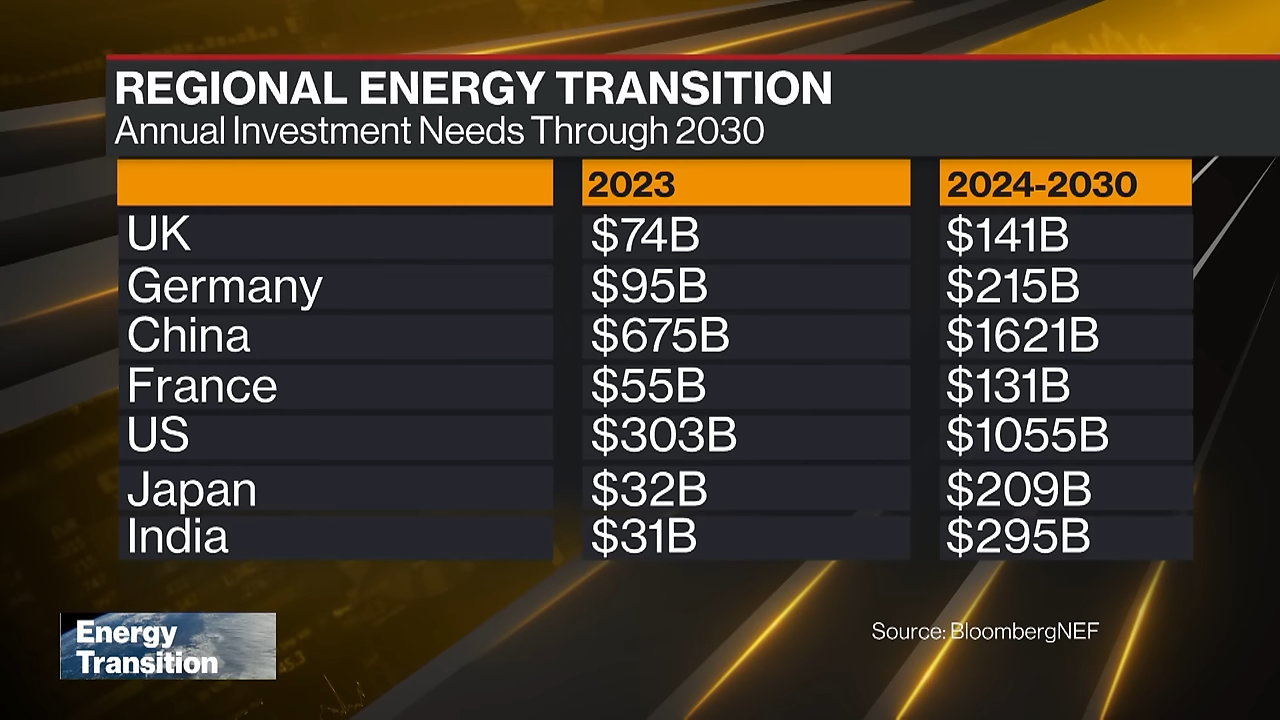 REGIONAL ENERGY TRANSITION
Annual Investment Needs Through 2030
2023 2024-2030
UK $74B $141B
Germany $95B $215B
China $675B $1621B
France $55B $131B
US $303B $1055B
Japan $32B $209B
India $31B $295B
Energy
Transition
Source: BloombergNEF